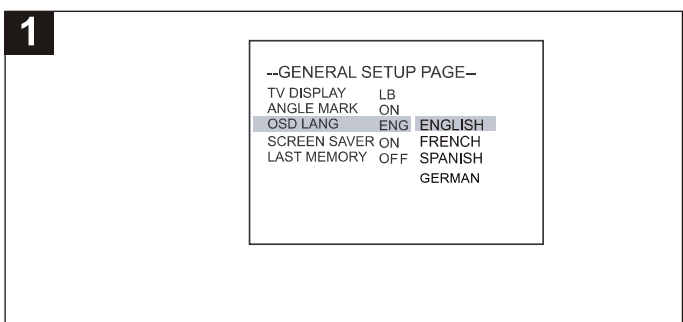 1
--GENERAL SETUP PAGE–
TV DISPLAY LB
ANGLE MARK ON
OSD LANG ENG ENGLISH
SCREEN SAVER ON FRENCH
LAST MEMORY OFF SPANISH
GERMAN